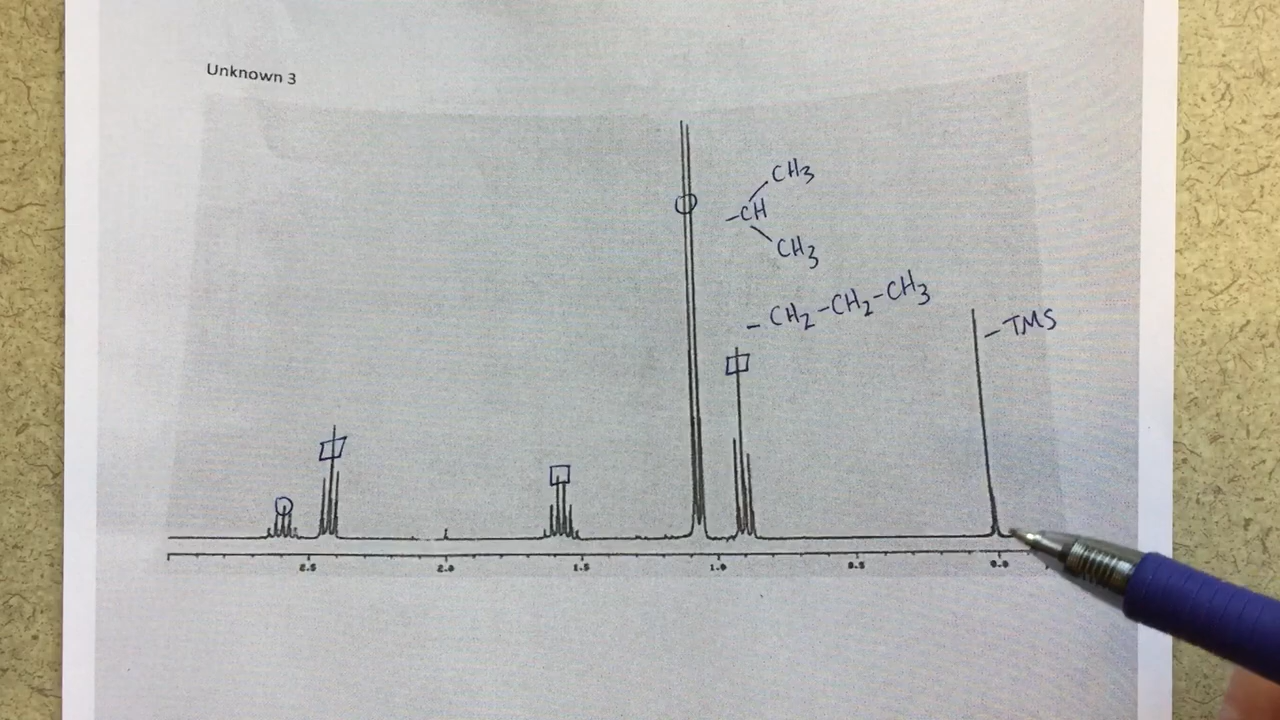 Unknown 3
CH3
-CH
CH3
- CH2-CH2-CH3
- TMS
2.5 2.0 1.5 1.0 0.5 0.0